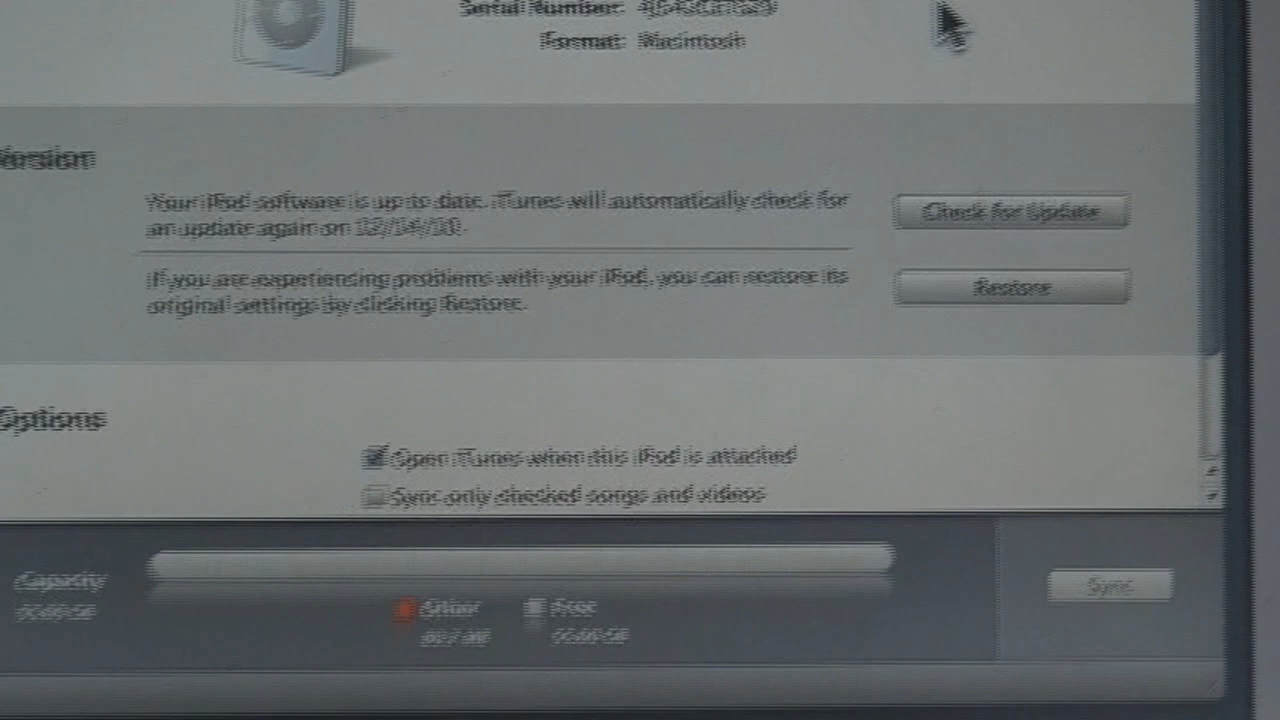 Serial Number:
Format: Macintosh
Version
Your iPod software is up to date. iTunes will automatically check for
an update again on
Check for Update
If you are experiencing problems with your iPod, you can restore its
original settings by clicking Restore.
Restore
Options
Open iTunes when this iPod is attached
Sync only checked songs and videos
Capacity
Other
Free
Sync